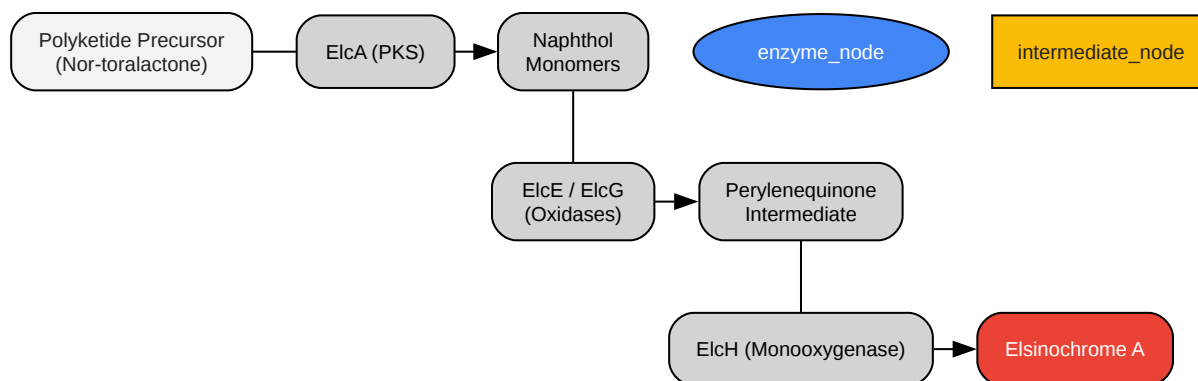 Polyketide Precursor
(Nor-toralactone)
ElcA (PKS)
Naphthol
Monomers
enzyme_node
intermediate_node
ElcE / ElcG
(Oxidases)
Perylenequinone
Intermediate
ElcH (Monooxygenase)
Elsinochrome A